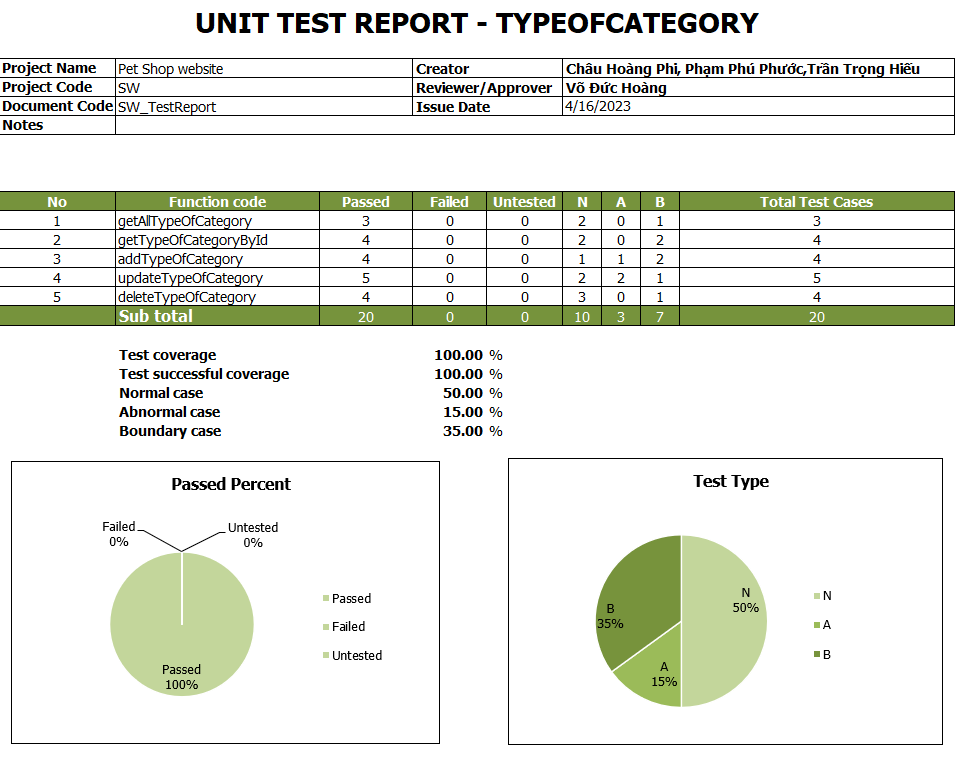 UNIT TEST REPORT - TYPEOFCATEGORY
Project Name Pet Shop website Creator Châu Hoàng Phi, Phạm Phú Phước,Trần Trọng Hiếu
Project Code SW Reviewer/Approver Võ Đức Hoàng
Document Code SW_TestReport Issue Date 4/16/2023
Notes
No Function code Passed Failed Untested N A B Total Test Cases
1 getAllTypeOfCategory 3 0 0 2 0 1 3
2 getTypeOfCategoryById 4 0 0 2 0 2 4
3 addTypeOfCategory 4 0 0 1 1 2 4
4 updateTypeOfCategory 5 0 0 2 2 1 5
5 deleteTypeOfCategory 4 0 0 3 0 1 4
Sub total 20 0 0 10 3 7 20
Test coverage 100.00 %
Test successful coverage 100.00 %
Normal case 50.00 %
Abnormal case 15.00 %
Boundary case 35.00 %
Passed Percent
Failed
0%
Untested
0%
Passed
100%
Passed
Failed
Untested
Test Type
N
50%
B
35%
A
15%
N
A
B